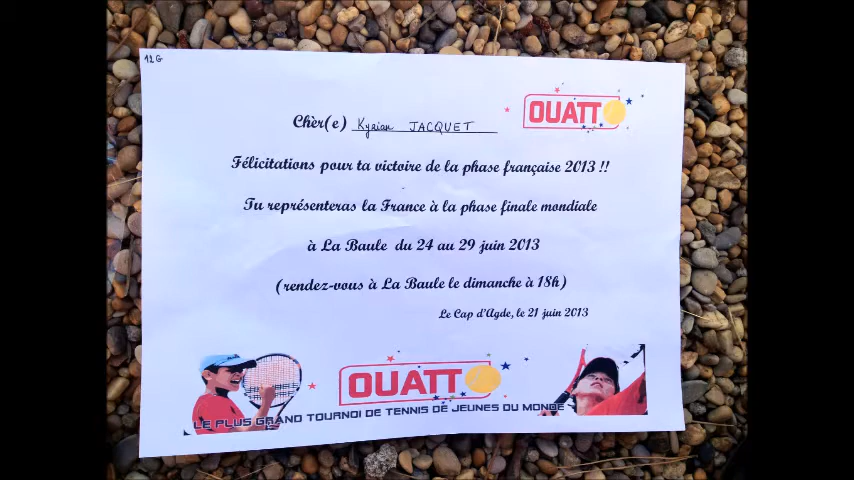 12G
OUATT
Chèr(e) Kyrian JACQUET
Félicitations pour ta victoire de la phase française 2013 !!
Tu représenteras la France à la phase finale mondiale
à La Baule du 24 au 29 juin 2013
(rendez-vous à La Baule le dimanche à 18h)
Le Cap d'Agde, le 21 juin 2013
OUATT
LE PLUS GRAND TOURNOI DE TENNIS DE JEUNES DU MONDE